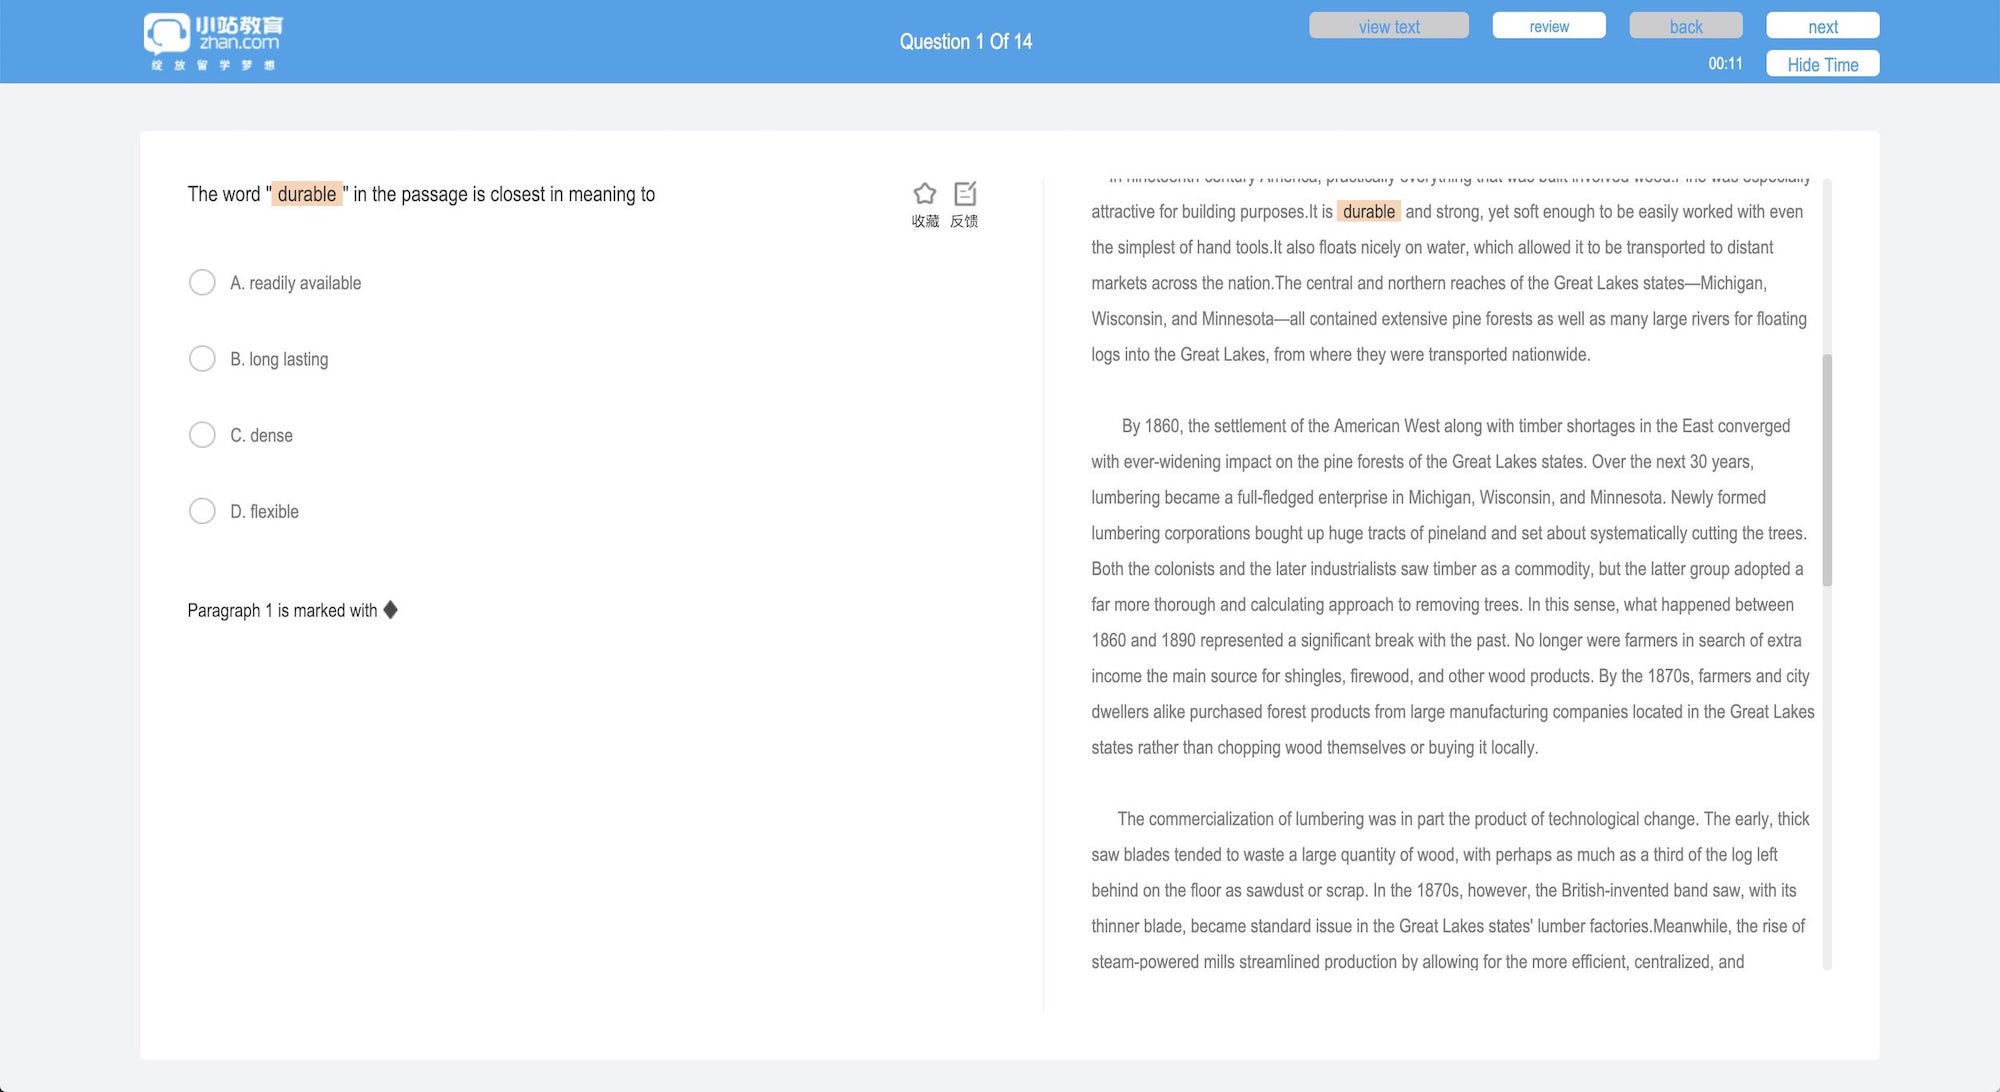 小站教育
zhan.com
绽放留学梦想
Question 1 Of 14
view text
review
back
next
00:11
Hide Time
The word " durable " in the passage is closest in meaning to
收藏 反馈
A. readily available
B. long lasting
C. dense
D. flexible
Paragraph 1 is marked with
In nineteenth-century America, practically everything that was built involved wood.Pine was especially
attractive for building purposes.It is durable and strong, yet soft enough to be easily worked with even
the simplest of hand tools.It also floats nicely on water, which allowed it to be transported to distant
markets across the nation.The central and northern reaches of the Great Lakes states—Michigan,
Wisconsin, and Minnesota—all contained extensive pine forests as well as many large rivers for floating
logs into the Great Lakes, from where they were transported nationwide.
By 1860, the settlement of the American West along with timber shortages in the East converged
with ever-widening impact on the pine forests of the Great Lakes states. Over the next 30 years,
lumbering became a full-fledged enterprise in Michigan, Wisconsin, and Minnesota. Newly formed
lumbering corporations bought up huge tracts of pineland and set about systematically cutting the trees.
Both the colonists and the later industrialists saw timber as a commodity, but the latter group adopted a
far more thorough and calculating approach to removing trees. In this sense, what happened between
1860 and 1890 represented a significant break with the past. No longer were farmers in search of extra
income the main source for shingles, firewood, and other wood products. By the 1870s, farmers and city
dwellers alike purchased forest products from large manufacturing companies located in the Great Lakes
states rather than chopping wood themselves or buying it locally.
The commercialization of lumbering was in part the product of technological change. The early, thick
saw blades tended to waste a large quantity of wood, with perhaps as much as a third of the log left
behind on the floor as sawdust or scrap. In the 1870s, however, the British-invented band saw, with its
thinner blade, became standard issue in the Great Lakes states' lumber factories.Meanwhile, the rise of
steam-powered mills streamlined production by allowing for the more efficient, centralized, and